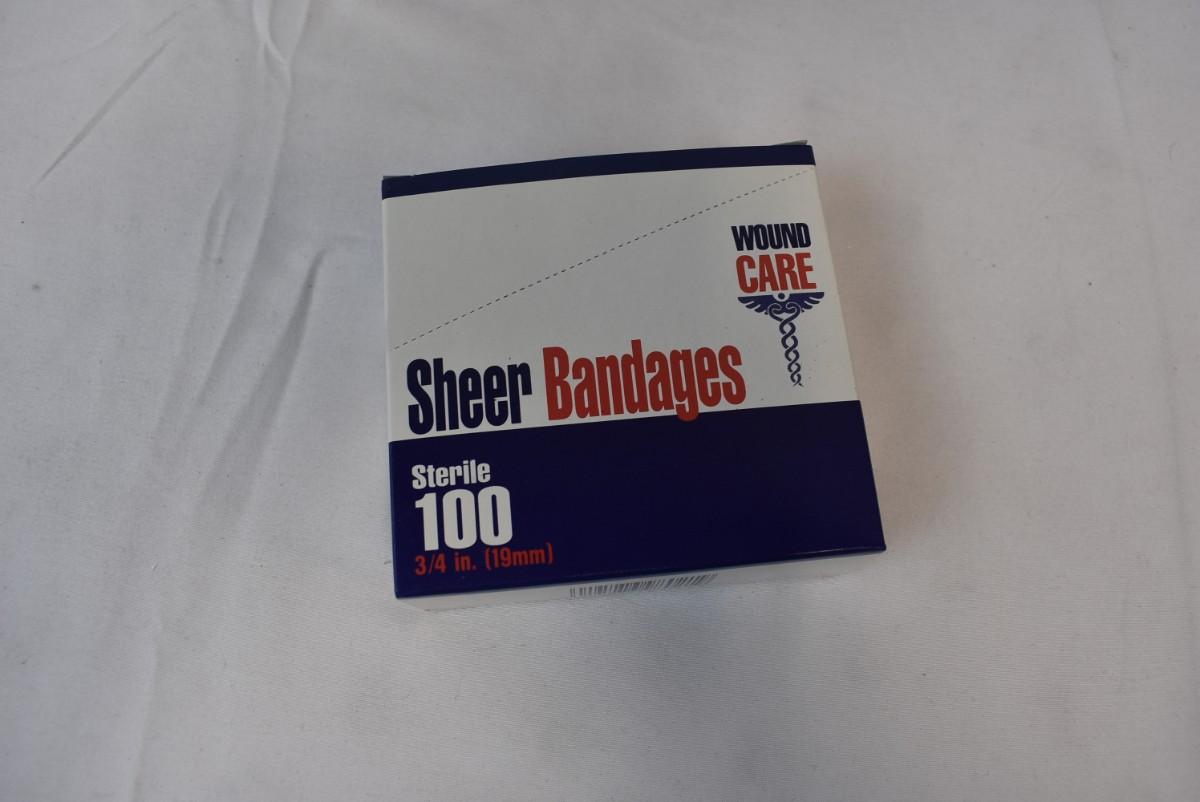 WOUND
CARE
Sheer Bandages
Sterile
100
3/4 in. (19mm)